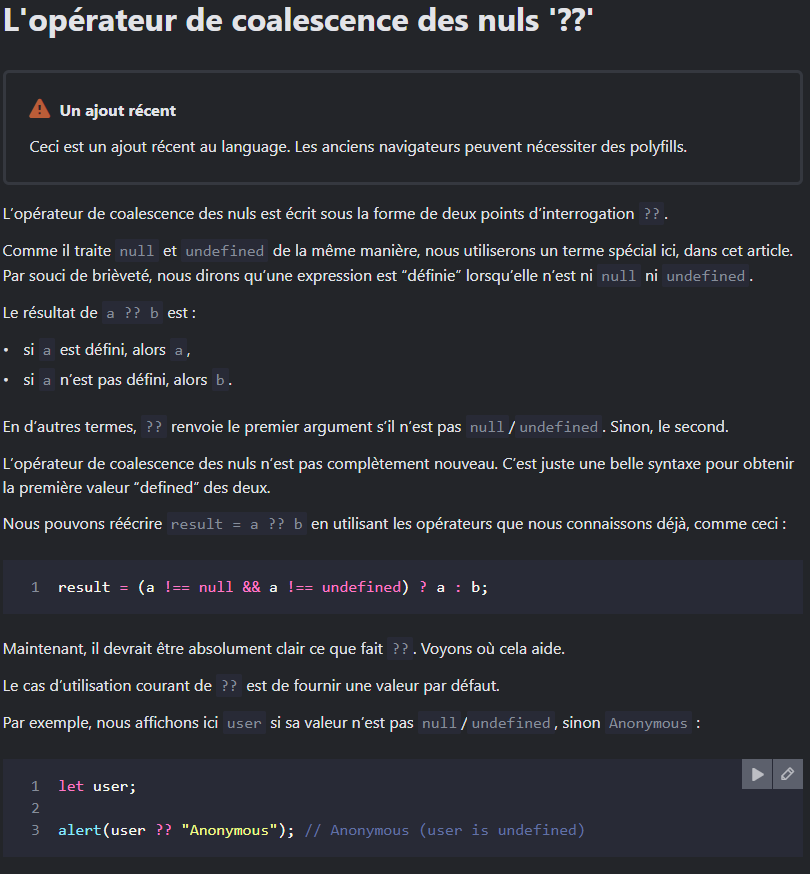 L'opérateur de coalescence des nuls '??'
Un ajout récent
Ceci est un ajout récent au language. Les anciens navigateurs peuvent nécessiter des polyfills.
L’opérateur de coalescence des nuls est écrit sous la forme de deux points d’interrogation ??.
Comme il traite null et undefined de la même manière, nous utiliserons un terme spécial ici, dans cet article.
Par souci de brièveté, nous dirons qu’une expression est “définie” lorsqu’elle n’est ni null ni undefined.
Le résultat de a ?? b est :
• si a est défini, alors a,
• si a n’est pas défini, alors b.
En d’autres termes, ?? renvoie le premier argument s’il n’est pas null/undefined. Sinon, le second.
L’opérateur de coalescence des nuls n’est pas complètement nouveau. C’est juste une belle syntaxe pour obtenir
la première valeur “defined” des deux.
Nous pouvons réécrire result = a ?? b en utilisant les opérateurs que nous connaissons déjà, comme ceci :
1 result = (a !== null && a !== undefined) ? a : b;
Maintenant, il devrait être absolument clair ce que fait ??. Voyons où cela aide.
Le cas d’utilisation courant de ?? est de fournir une valeur par défaut.
Par exemple, nous affichons ici user si sa valeur n’est pas null/undefined, sinon Anonymous :
1 let user;
2
3 alert(user ?? "Anonymous"); // Anonymous (user is undefined)